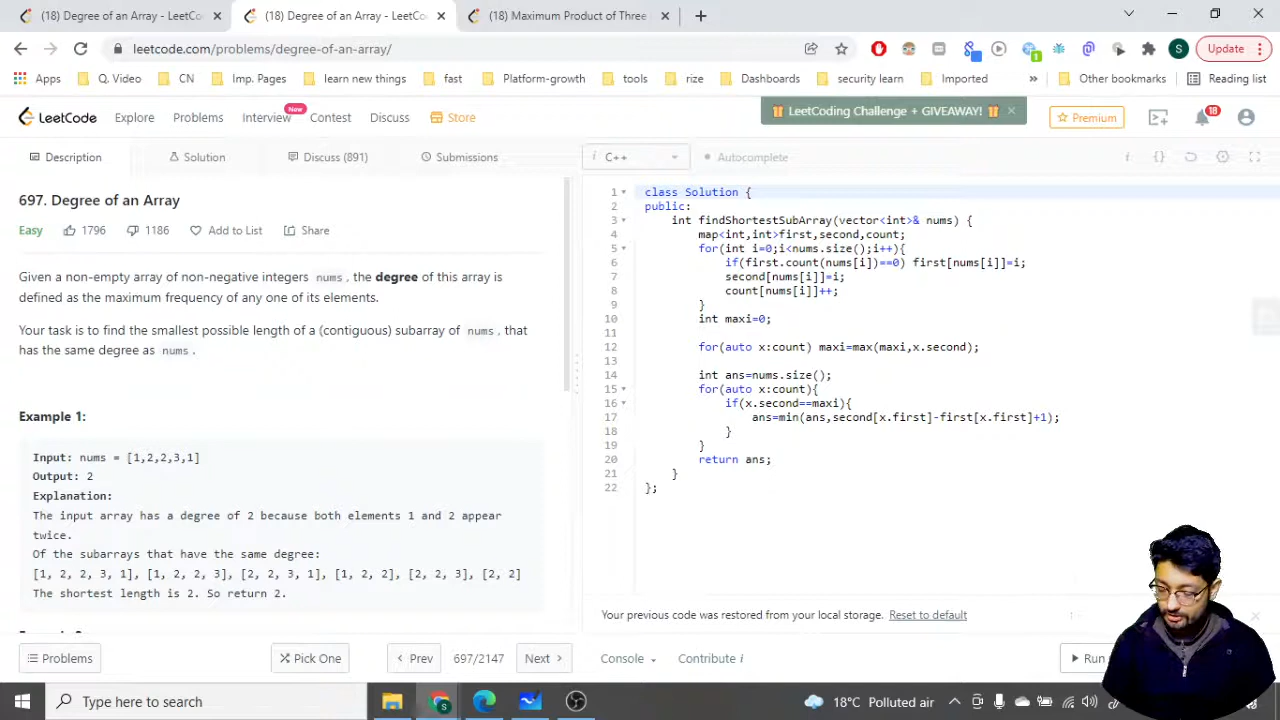 (18) Degree of an Array - LeetCo
(18) Degree of an Array - LeetCo
(18) Maximum Product of Three
leetcode.com/problems/degree-of-an-array/
1
S
Update
Apps
Q. Video
CN
Imp. Pages
learn new things
fast
Platform-growth
tools
rize
Dashboards
security learn
Imported
»
Other bookmarks
Reading list
LeetCode
Explore
Problems
Interview
New
Contest
Discuss
Store
LeetCoding Challenge + GIVEAWAY!
Premium
18
Description
Solution
Discuss (891)
Submissions
i C++
Autocomplete
i
{}
697. Degree of an Array
Easy
1796
1186
Add to List
Share
Given a non-empty array of non-negative integers nums, the degree of this array is
defined as the maximum frequency of any one of its elements.
Your task is to find the smallest possible length of a (contiguous) subarray of nums, that
has the same degree as nums.
Example 1:
Input: nums = [1,2,2,3,1]
Output: 2
Explanation:
The input array has a degree of 2 because both elements 1 and 2 appear
twice.
Of the subarrays that have the same degree:
[1, 2, 2, 3, 1], [1, 2, 2, 3], [2, 2, 3, 1], [1, 2, 2], [2, 2, 3], [2, 2]
The shortest length is 2. So return 2.
1 class Solution {
2 public:
3 int findShortestSubArray(vector<int>& nums) {
4 map<int,int>first,second,count;
5 for(int i=0;i<nums.size();i++){
6 if(first.count(nums[i])==0) first[nums[i]]=i;
7 second[nums[i]]=i;
8 count[nums[i]]++;
9 }
10 int maxi=0;
11
12 for(auto x:count) maxi=max(maxi,x.second);
13
14 int ans=nums.size();
15 for(auto x:count){
16 if(x.second==maxi){
17 ans=min(ans,second[x.first]-first[x.first]+1);
18 }
19 }
20 return ans;
21 }
22 };
Your previous code was restored from your local storage. Reset to default
Problems
Pick One
Prev
697/2147
Next
Console
Contribute i
Run
Type here to search
18°C Polluted air